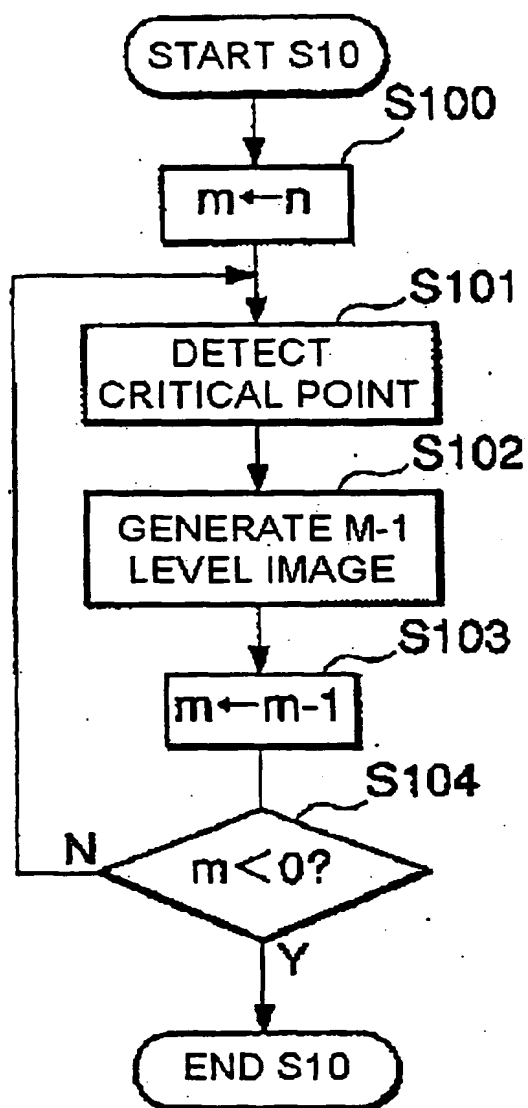 START S10
S100
m←n
S101
DETECT
CRITICAL POINT
S102
GENERATE M-1
LEVEL IMAGE
S103
m←m-1
S104
N
m<0?
Y
END S10